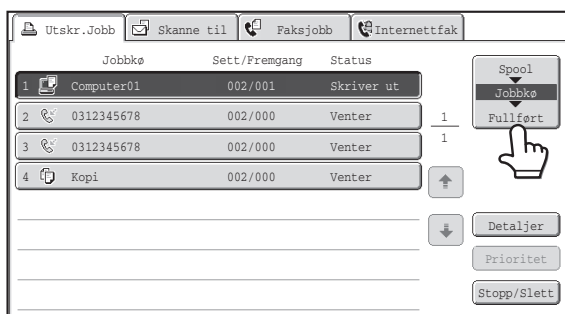 Utskr.Jobb Skanne til Faksjobb Internettfak
Jobbkø Sett/Fremgang Status
1 Computer01 002/001 Skriver ut
2 0312345678 002/000 Venter
3 0312345678 002/000 Venter
4 Kopi 002/000 Venter
1
1
Spool
Jobbkø
Fullført
Detaljer
Prioritet
Stopp/Slett